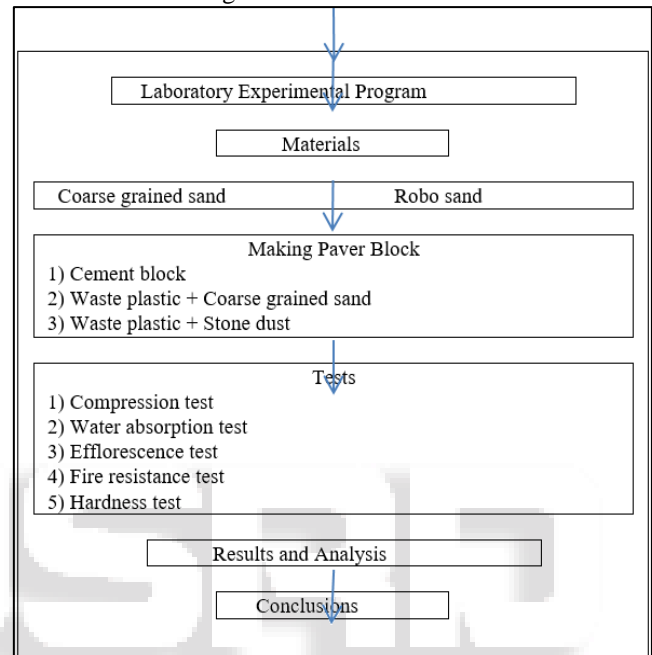 Laboratory Experimental Program
Materials
Coarse grained sand Robo sand
Making Paver Block
1) Cement block
2) Waste plastic + Coarse grained sand
3) Waste plastic + Stone dust
Tests
1) Compression test
2) Water absorption test
3) Efflorescence test
4) Fire resistance test
5) Hardness test
Results and Analysis
Conclusions